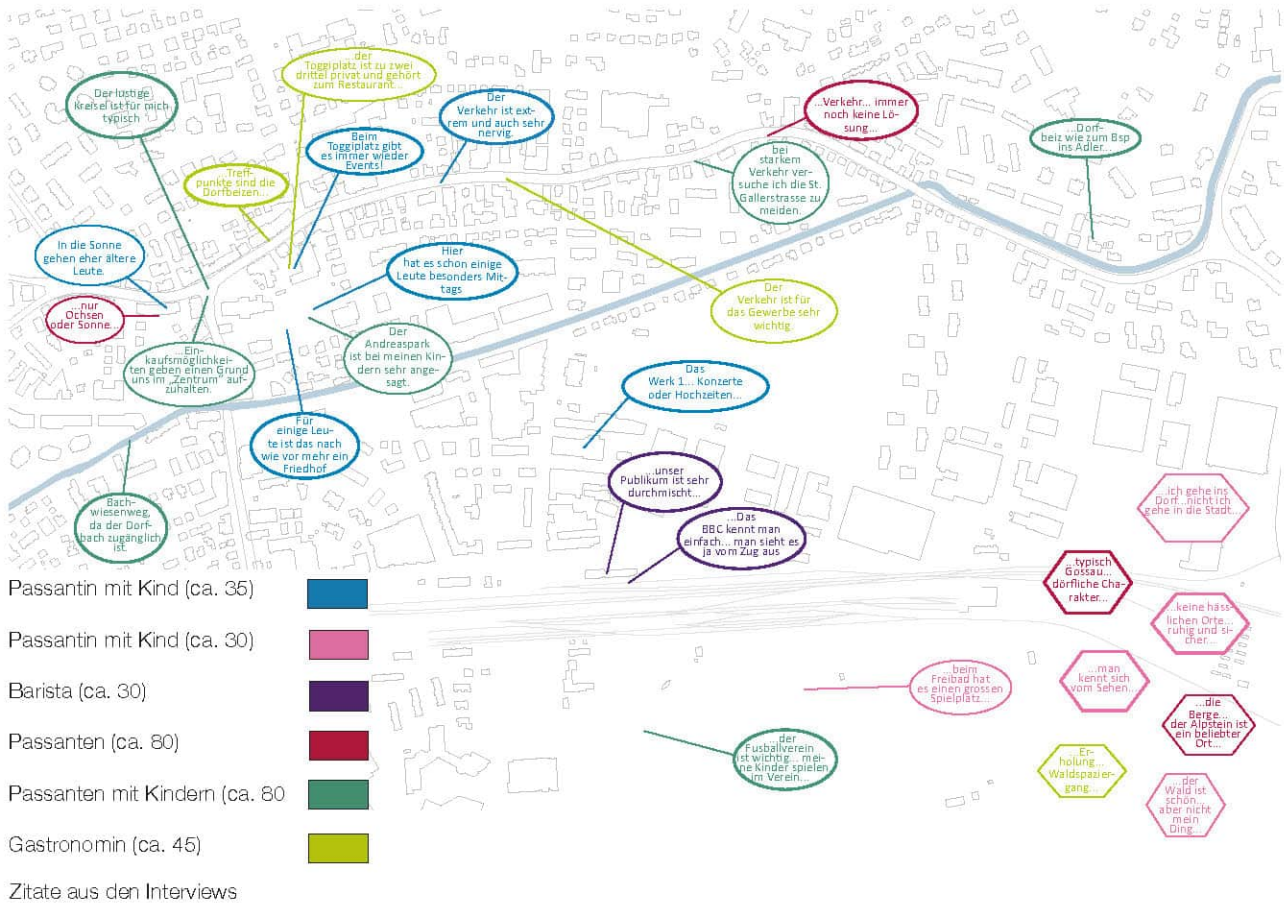 ...der
Toggiplatz ist zu zwei
drittel privat und gehört
zum Restaurant...
Der lustige
Kreisel ist für mich
typisch
Der
Verkehr ist ext
rem und auch sehr
nervig.
...Verkehr... immer
noch keine Lö-
sung...
...Dorf-
beiz wie zum Bsp
ins Adler...
Beim
Toggiplatz gibt
es immer wieder
Events!
Treff-
punkte sind die
Dorfbeizen...
bei
starkem
Verkehr ver-
suche ich die St.
Gallerstrasse zu
meiden.
In die Sonne
gehen eher ältere
Leute.
Hier
hat es schon einige
Leute besonders Mit-
tags
...nur
Ochsen
oder Sonne...
Der
Verkehr ist für
das Gewerbe sehr
wichtig.
Der
Andreaspark
ist bei meinen Kin-
dern sehr ange-
sagt.
...Ein-
kaufsmöglichkei-
ten geben einen Grund
uns im „Zentrum" auf-
zuhalten.
Das
Werk 1... Konzerte
oder Hochzeiten...
Für
einige Leu-
te ist das nach
wie vor mehr ein
Friedhof
...unser
Publikum ist sehr
durchmischt...
Bach-
wiesenweg,
da der Dorf-
bach zugänglich
ist.
...Das
BBC kennt man
einfach... man sieht es
ja vom Zug aus
...ich gehe ins
Dorf...nicht ich
gehe in die Stadt...
...typisch
Gossau...
dörfliche Cha-
rakter...
...keine häss-
lichen Orte...
ruhig und si-
cher...
...beim
Freibad hat
es einen grossen
Spielplatz...
...man
kennt sich
vom Sehen...
...die
Berge...
der Alpstein ist
ein beliebter
Ort...
...der
Fusballverein
ist wichtig... mei-
ne Kinder spielen
im Verein...
...Er-
holung...
Waldspazier-
gang...
...der
Wald ist
schön...
aber nicht
mein
Ding...
Passantin mit Kind (ca. 35)
Passantin mit Kind (ca. 30)
Barista (ca. 30)
Passanten (ca. 80)
Passanten mit Kindern (ca. 80
Gastronomin (ca. 45)
Zitate aus den Interviews